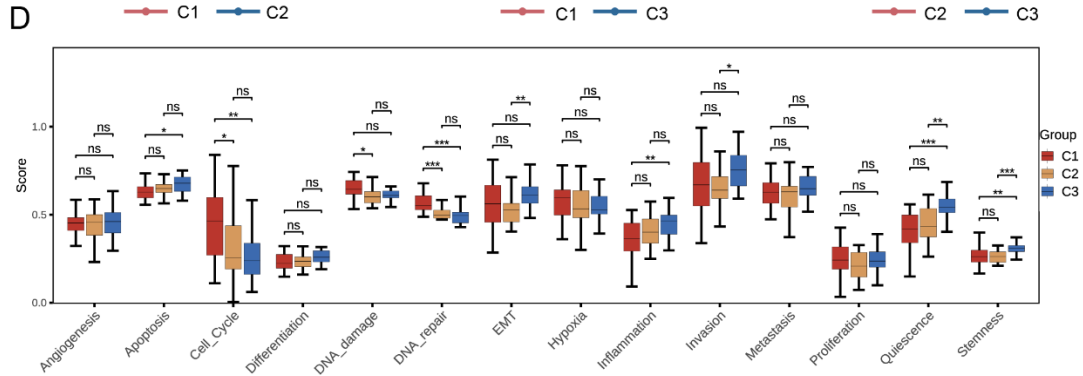 D
C1 C2
C1 C3
C2 C3
Score
1.0
0.5
0.0
ns ns ns
ns * ns
* ** ns
ns ns ns
* ns ns
*** *** ns
ns ns **
ns ns ns
ns ** ns
ns ns *
ns ns ns
ns ns ns
ns *** **
ns ** ***
Angiogenesis
Apoptosis
Cell_Cycle
Differentiation
DNA_damage
DNA_repair
EMT
Hypoxia
Inflammation
Invasion
Metastasis
Proliferation
Quiescence
Stemness
Group
C1
C2
C3